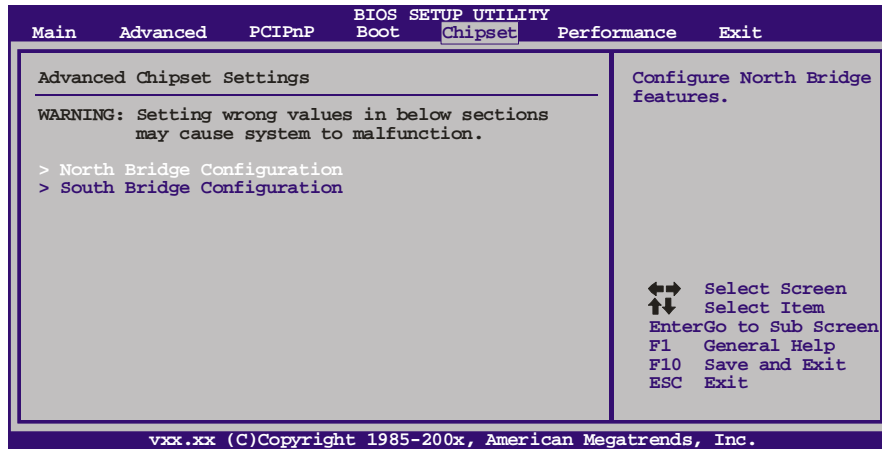 BIOS SETUP UTILITY
Main Advanced PCIPnP Boot Chipset Performance Exit
Advanced Chipset Settings
WARNING: Setting wrong values in below sections
may cause system to malfunction.
> North Bridge Configuration
> South Bridge Configuration
Configure North Bridge
features.
Select Screen
Select Item
EnterGo to Sub Screen
F1 General Help
F10 Save and Exit
ESC Exit
vxx.xx (C)Copyright 1985-200x, American Megatrends, Inc.